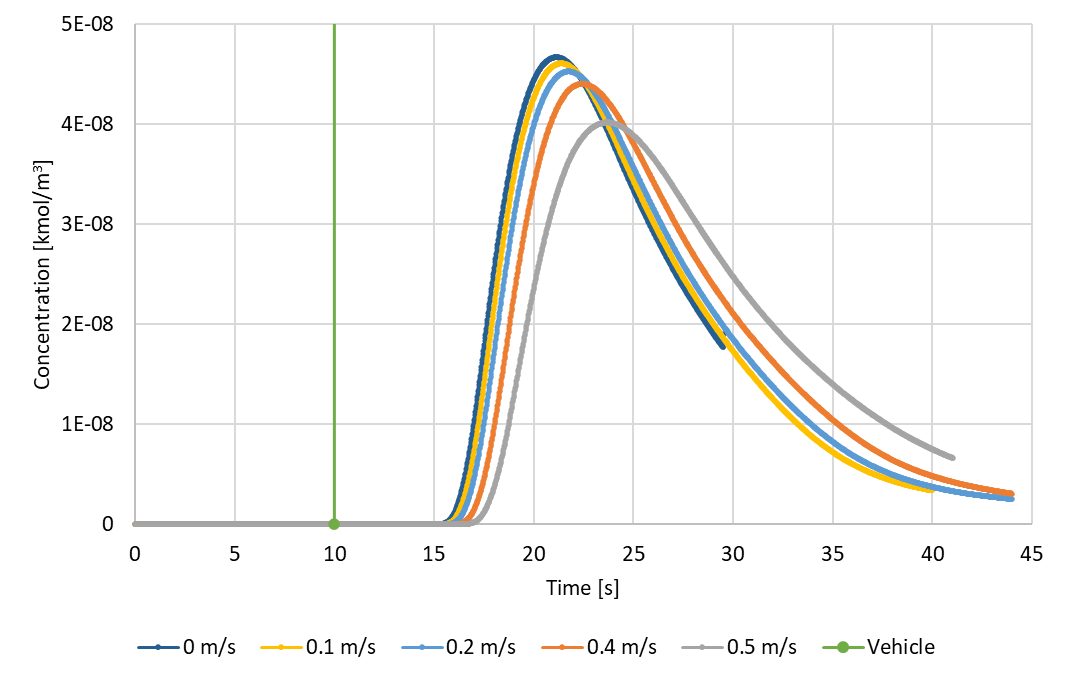 5E-08
4E-08
3E-08
2E-08
1E-08
0
Concentration [kmol/m³]
0 5 10 15 20 25 30 35 40 45
Time [s]
0 m/s 0.1 m/s 0.2 m/s 0.4 m/s 0.5 m/s Vehicle